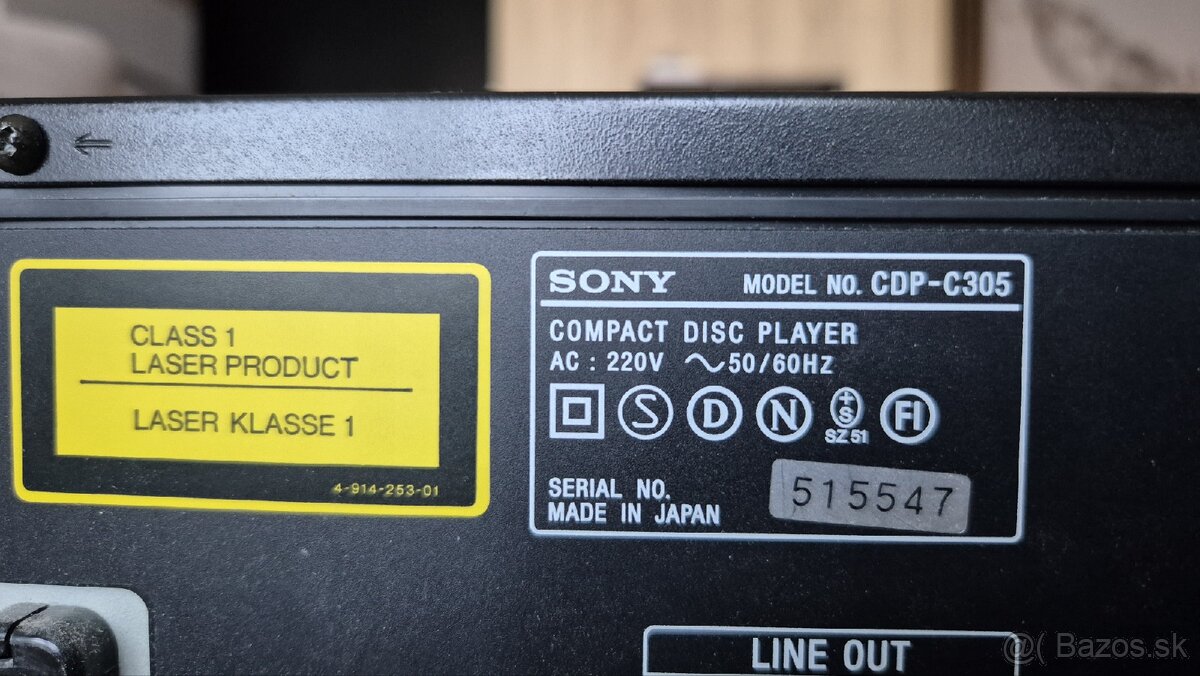 CLASS 1
LASER PRODUCT
LASER KLASSE 1
4-914-253-01
SONY MODEL NO. CDP-C305
COMPACT DISC PLAYER
AC : 220V ~ 50/60Hz
S D N +S FI
SZ 51
SERIAL NO. 515547
MADE IN JAPAN
LINE OUT
@( Bazos.sk